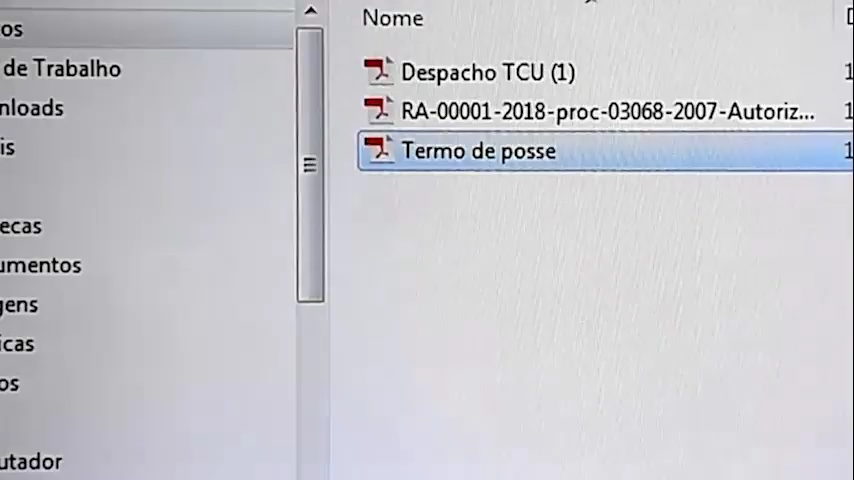 os
de Trabalho
nloads
is
ecas
umentos
gens
icas
os
utador
Nome
Despacho TCU (1)
RA-00001-2018-proc-03068-2007-Autoriz...
Termo de posse